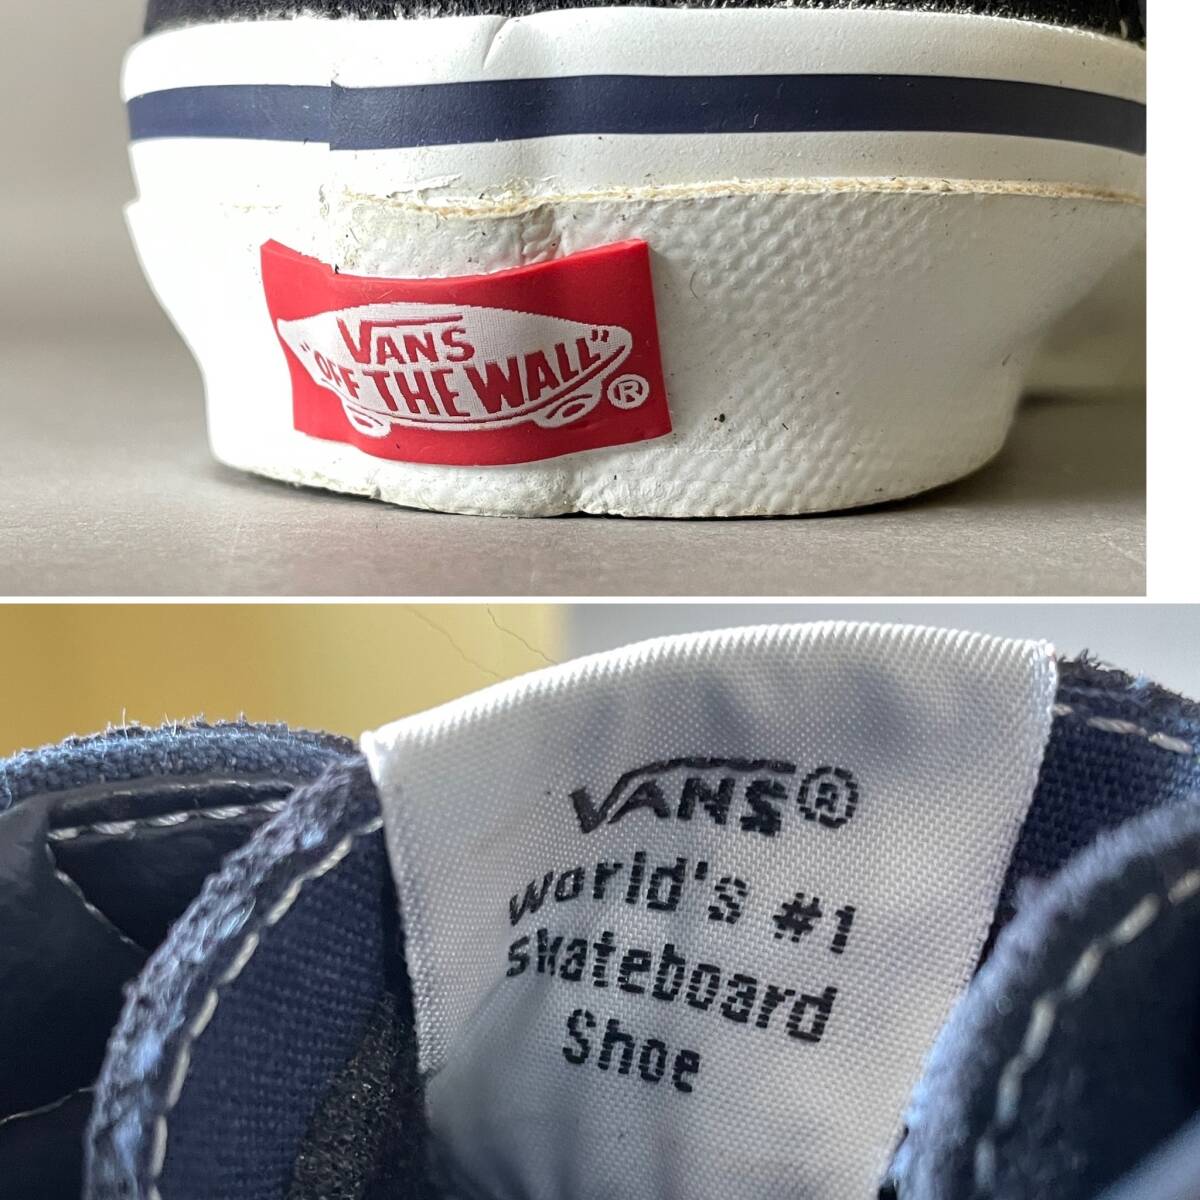 VANS
"OFF THE WALL"
®
VANS®
World's #1
Skateboard
Shoe